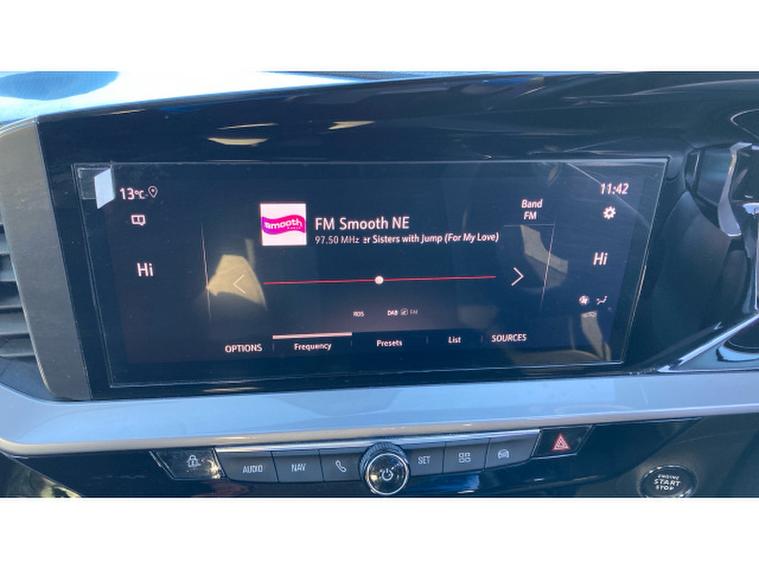 13°C
11:42
smooth
FM Smooth NE
Band
FM
97.50 MHz er Sisters with Jump (For My Love)
Hi
Hi
RDS
DAB
FM
OPTIONS
Frequency
Presets
List
SOURCES
AUDIO
NAV
SET
ENGINE
START
STOP